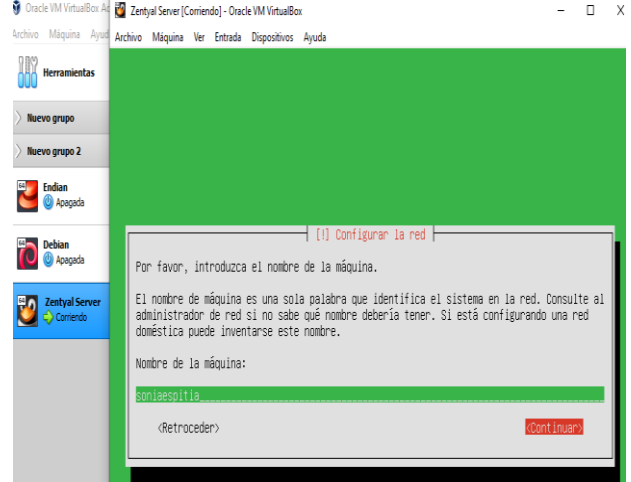 Oracle VM VirtualBox Ad
Archivo Máquina Ayud
Herramientas
Nuevo grupo
Nuevo grupo 2
64
Endian
Apagada
64
Debian
Apagada
64
Zentyal Server
Corriendo
Zentyal Server [Corriendo] - Oracle VM VirtualBox
Archivo Máquina Ver Entrada Dispositivos Ayuda
[!] Configurar la red
Por favor, introduzca el nombre de la máquina.
El nombre de máquina es una sola palabra que identifica el sistema en la red. Consulte al
administrador de red si no sabe qué nombre debería tener. Si está configurando una red
doméstica puede inventarse este nombre.
Nombre de la máquina:
soniaespitia
<Retroceder> <Continuar>